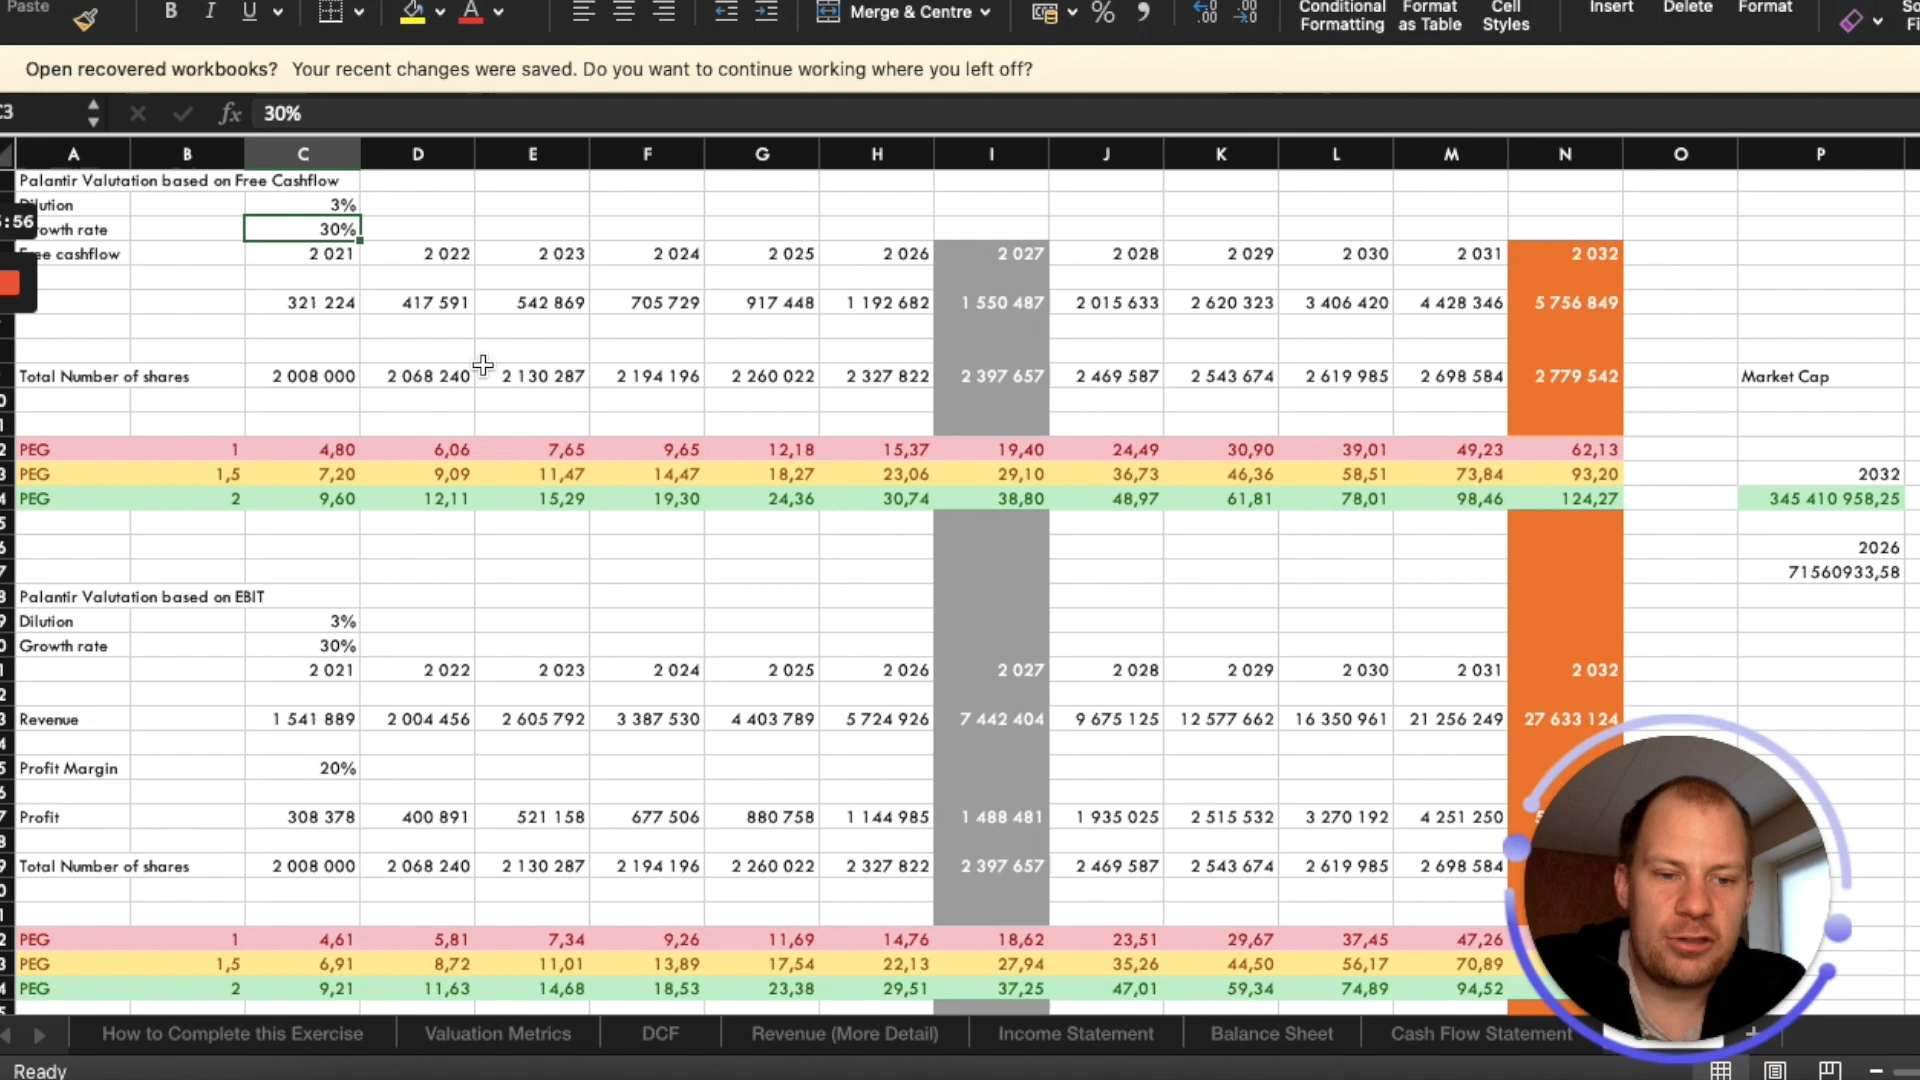 Paste
B I U A Merge & Centre % , Conditional Formatting Format as Table Cell Styles Insert Delete Format
Open recovered workbooks? Your recent changes were saved. Do you want to continue working where you left off?
C3 fx 30%
A B C D E F G H I J K L M N O P
Palantir Valutation based on Free Cashflow
Dilution 3%
:56
Growth rate 30%
Free cashflow 2 021 2 022 2 023 2 024 2 025 2 026 2 027 2 028 2 029 2 030 2 031 2 032
321 224 417 591 542 869 705 729 917 448 1 192 682 1 550 487 2 015 633 2 620 323 3 406 420 4 428 346 5 756 849
Total Number of shares 2 008 000 2 068 240 2 130 287 2 194 196 2 260 022 2 327 822 2 397 657 2 469 587 2 543 674 2 619 985 2 698 584 2 779 542 Market Cap
PEG 1 4,80 6,06 7,65 9,65 12,18 15,37 19,40 24,49 30,90 39,01 49,23 62,13
PEG 1,5 7,20 9,09 11,47 14,47 18,27 23,06 29,10 36,73 46,36 58,51 73,84 93,20 2032
PEG 2 9,60 12,11 15,29 19,30 24,36 30,74 38,80 48,97 61,81 78,01 98,46 124,27 345 410 958,25
2026
71560933,58
Palantir Valutation based on EBIT
Dilution 3%
Growth rate 30%
2 021 2 022 2 023 2 024 2 025 2 026 2 027 2 028 2 029 2 030 2 031 2 032
Revenue 1 541 889 2 004 456 2 605 792 3 387 530 4 403 789 5 724 926 7 442 404 9 675 125 12 577 662 16 350 961 21 256 249 27 633 124
Profit Margin 20%
Profit 308 378 400 891 521 158 677 506 880 758 1 144 985 1 488 481 1 935 025 2 515 532 3 270 192 4 251 250
Total Number of shares 2 008 000 2 068 240 2 130 287 2 194 196 2 260 022 2 327 822 2 397 657 2 469 587 2 543 674 2 619 985 2 698 584
PEG 1 4,61 5,81 7,34 9,26 11,69 14,76 18,62 23,51 29,67 37,45 47,26
PEG 1,5 6,91 8,72 11,01 13,89 17,54 22,13 27,94 35,26 44,50 56,17 70,89
PEG 2 9,21 11,63 14,68 18,53 23,38 29,51 37,25 47,01 59,34 74,89 94,52
How to Complete this Exercise Valuation Metrics DCF Revenue (More Detail) Income Statement Balance Sheet Cash Flow Statement +
Ready